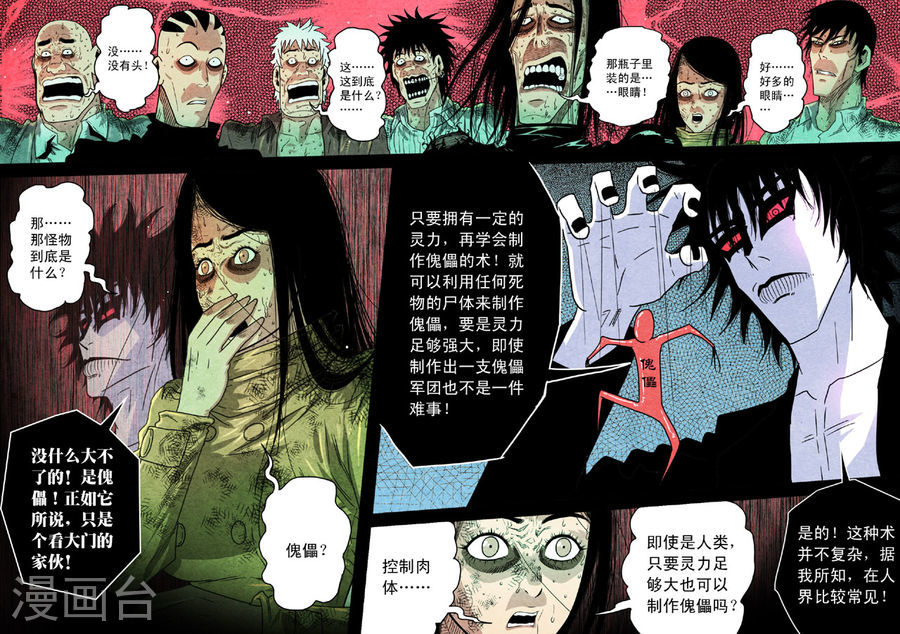 没……
没有头！
这……
这到底
是什么？
……
那瓶子里
装的是…
…眼睛！
……
好多的
眼睛…
那……
那怪物
到底是
什么？
没什么大不
了的！是傀
儡！正如它
所说，只是
个看大门的
家伙！
傀儡？
只要拥有一定的
灵力，再学会制
作傀儡的术！就
可以利用任何死
物的尸体来制作
傀儡，要是灵力
足够强大，即使
制作出一支傀儡
军团也不是一件
难事！
傀
儡
控制肉
体……
即使是人类，
只要灵力足
够大也可以
制作傀儡吗？
是的！这种术
并不复杂，据
我所知，在人
界比较常见！
漫画台